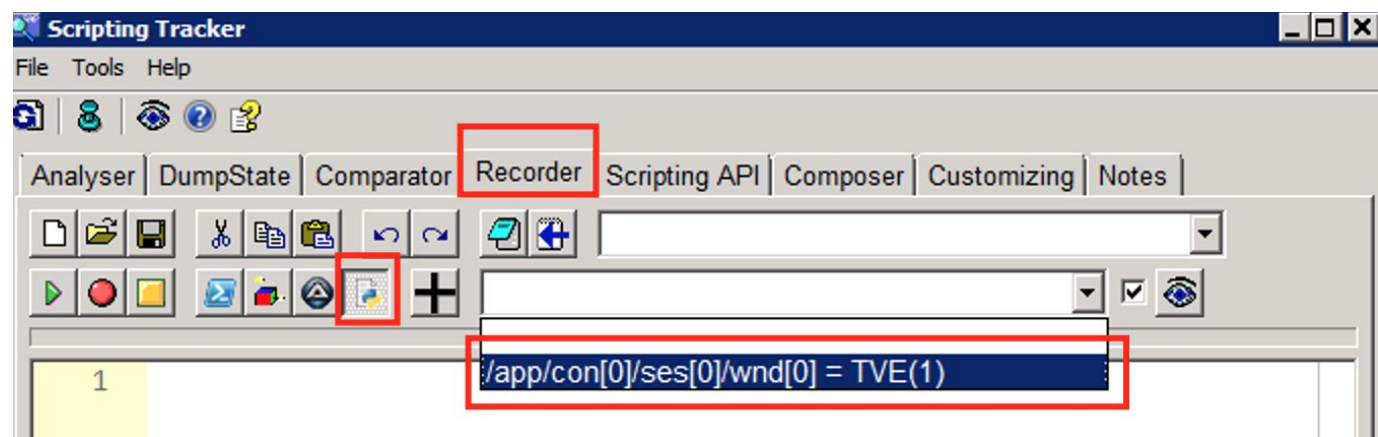 Scripting Tracker
File Tools Help
Analyser DumpState Comparator Recorder Scripting API Composer Customizing Notes
/app/con[0]/ses[0]/wnd[0] = TVE(1)
1